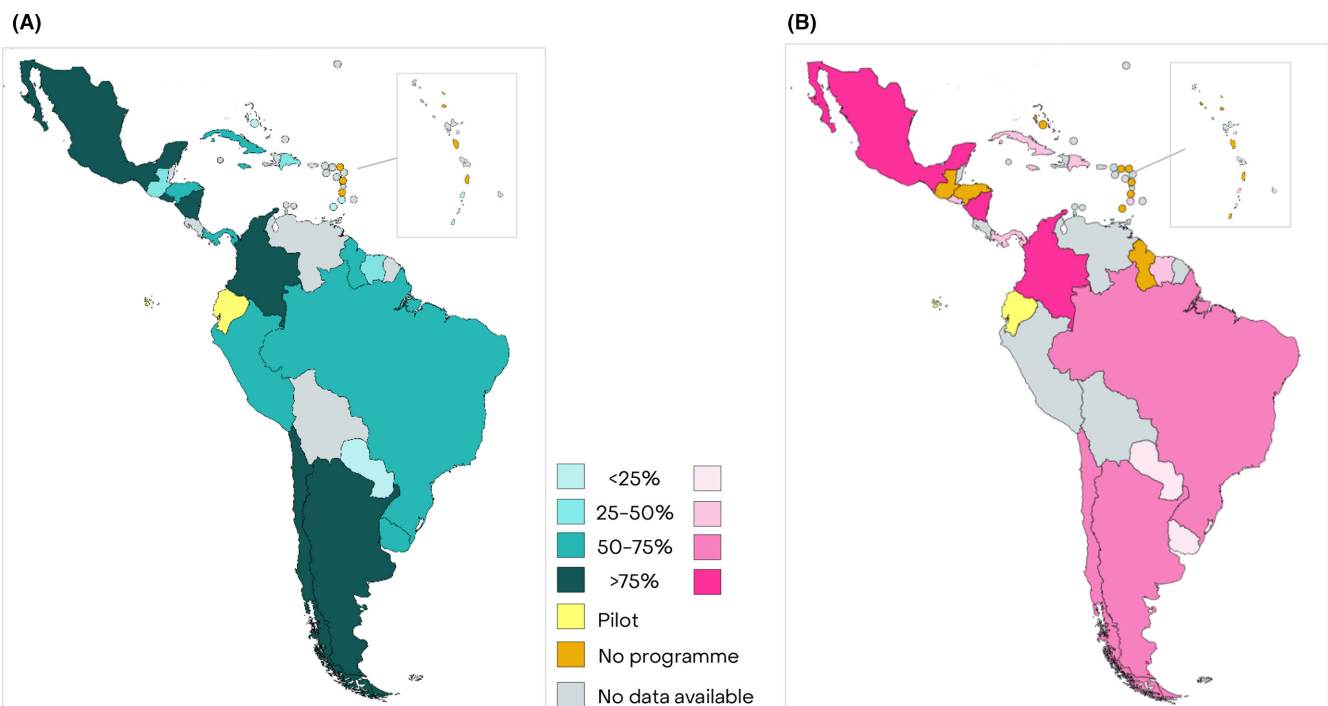 (A)
(B)
<25%
25–50%
50–75%
>75%
Pilot
No programme
No data available